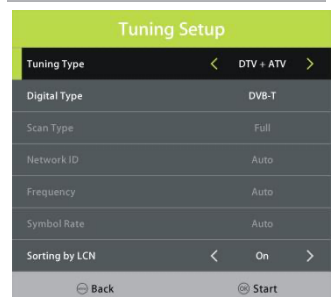 Tuning Setup
Tuning Type < DTV + ATV >
Digital Type DVB-T
Scan Type Full
Network ID Auto
Frequency Auto
Symbol Rate Auto
Sorting by LCN < On >
Back OK Start